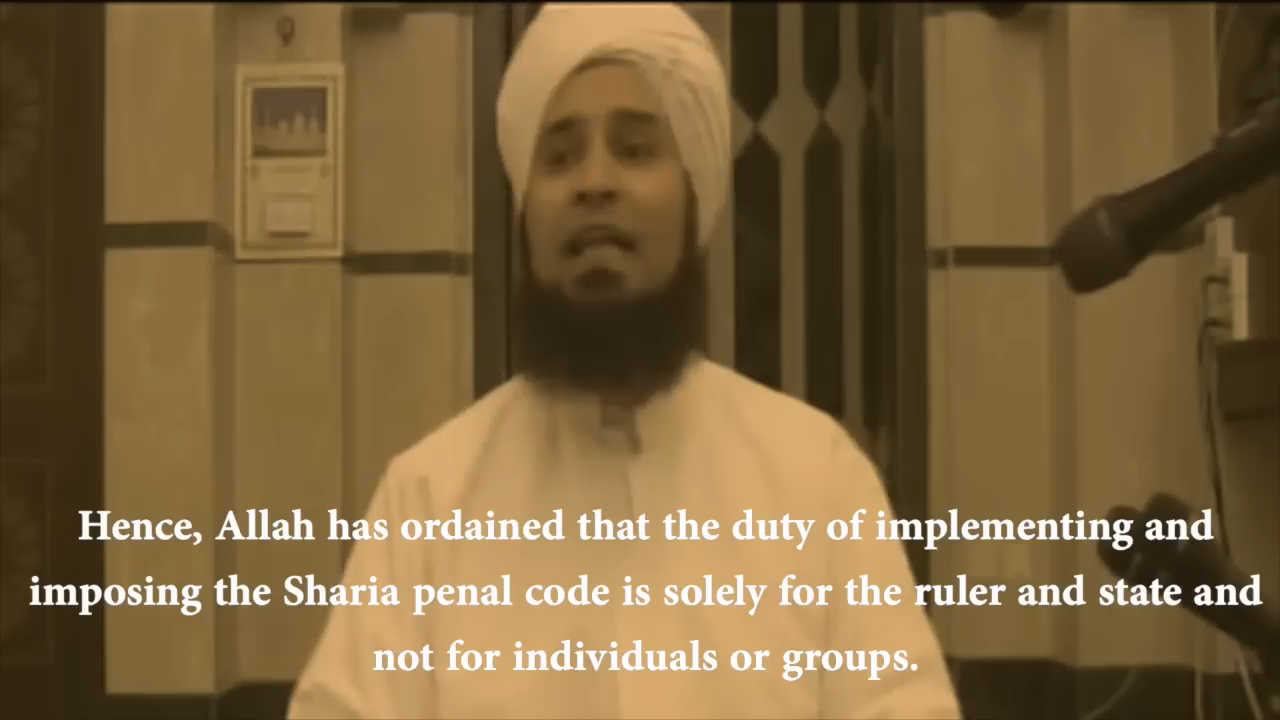 Hence, Allah has ordained that the duty of implementing and
imposing the Sharia penal code is solely for the ruler and state and
not for individuals or groups.